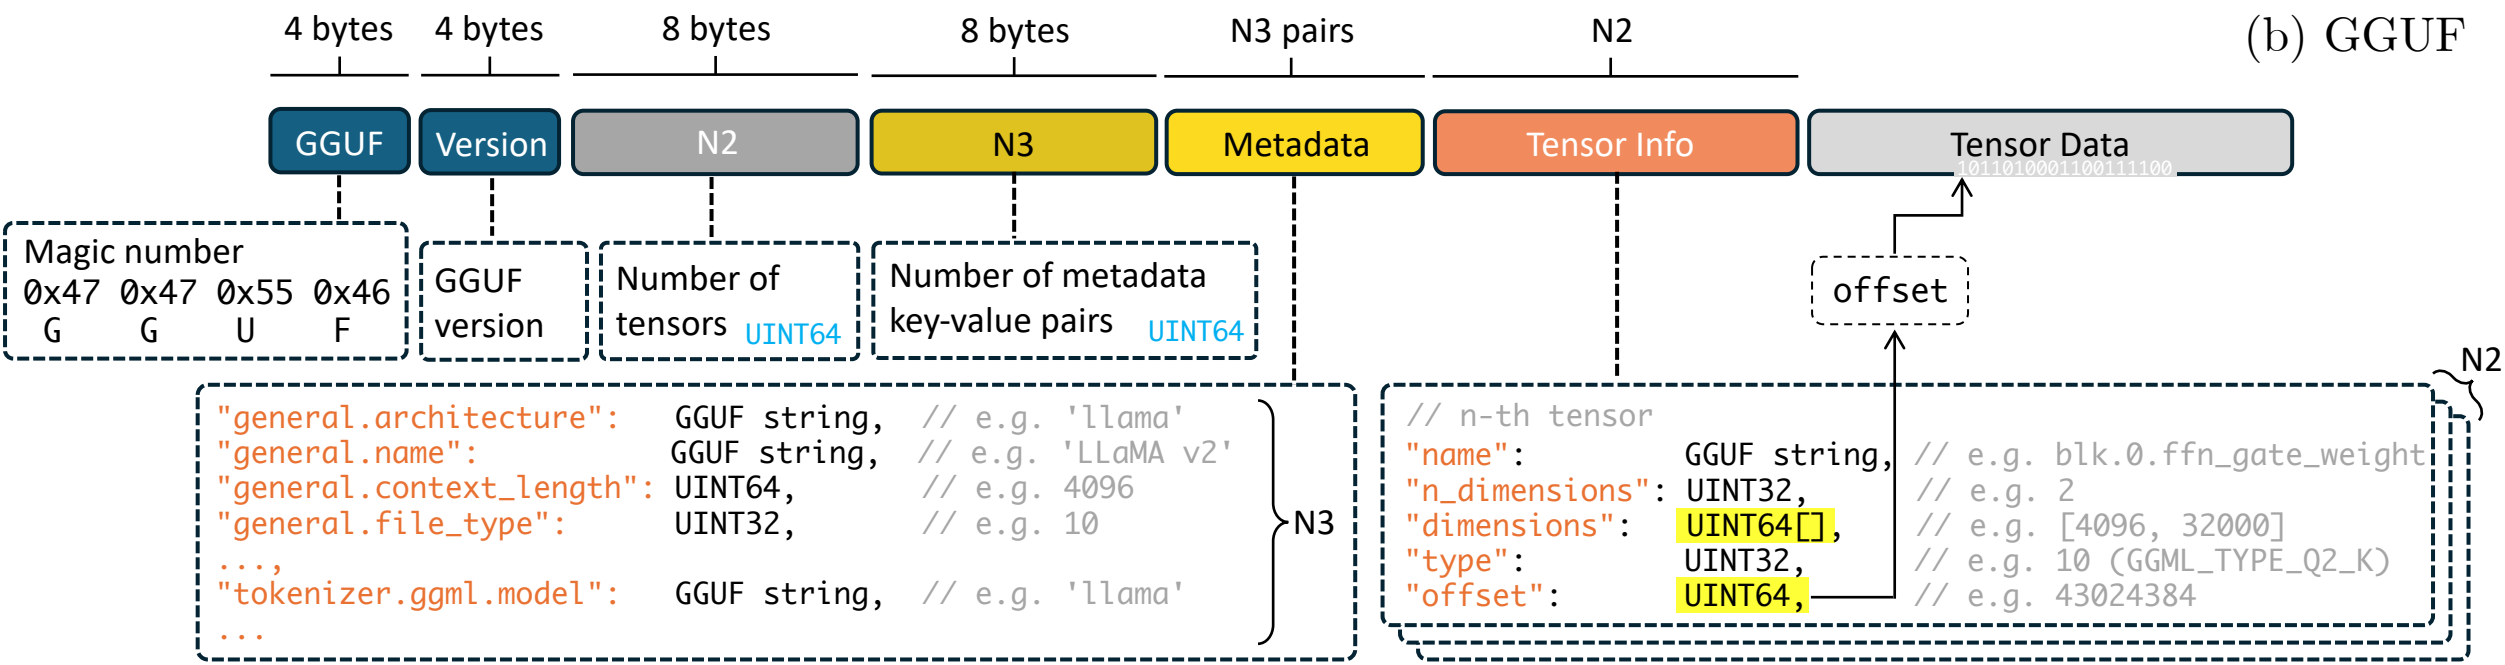 4 bytes 4 bytes 8 bytes 8 bytes N3 pairs N2
(b) GGUF
GGUF Version N2 N3 Metadata Tensor Info Tensor Data
1011010001100111100
Magic number
0x47 0x47 0x55 0x46
G G U F
GGUF
version
Number of
tensors UINT64
Number of metadata
key-value pairs UINT64
offset
N2
"general.architecture": GGUF string, // e.g. 'llama'
"general.name": GGUF string, // e.g. 'LLaMA v2'
"general.context_length": UINT64, // e.g. 4096
"general.file_type": UINT32, // e.g. 10
...,
"tokenizer.ggml.model": GGUF string, // e.g. 'llama'
...
N3
// n-th tensor
"name": GGUF string, // e.g. blk.0.ffn_gate_weight
"n_dimensions": UINT32, // e.g. 2
"dimensions": UINT64[], // e.g. [4096, 32000]
"type": UINT32, // e.g. 10 (GGML_TYPE_Q2_K)
"offset": UINT64, // e.g. 43024384